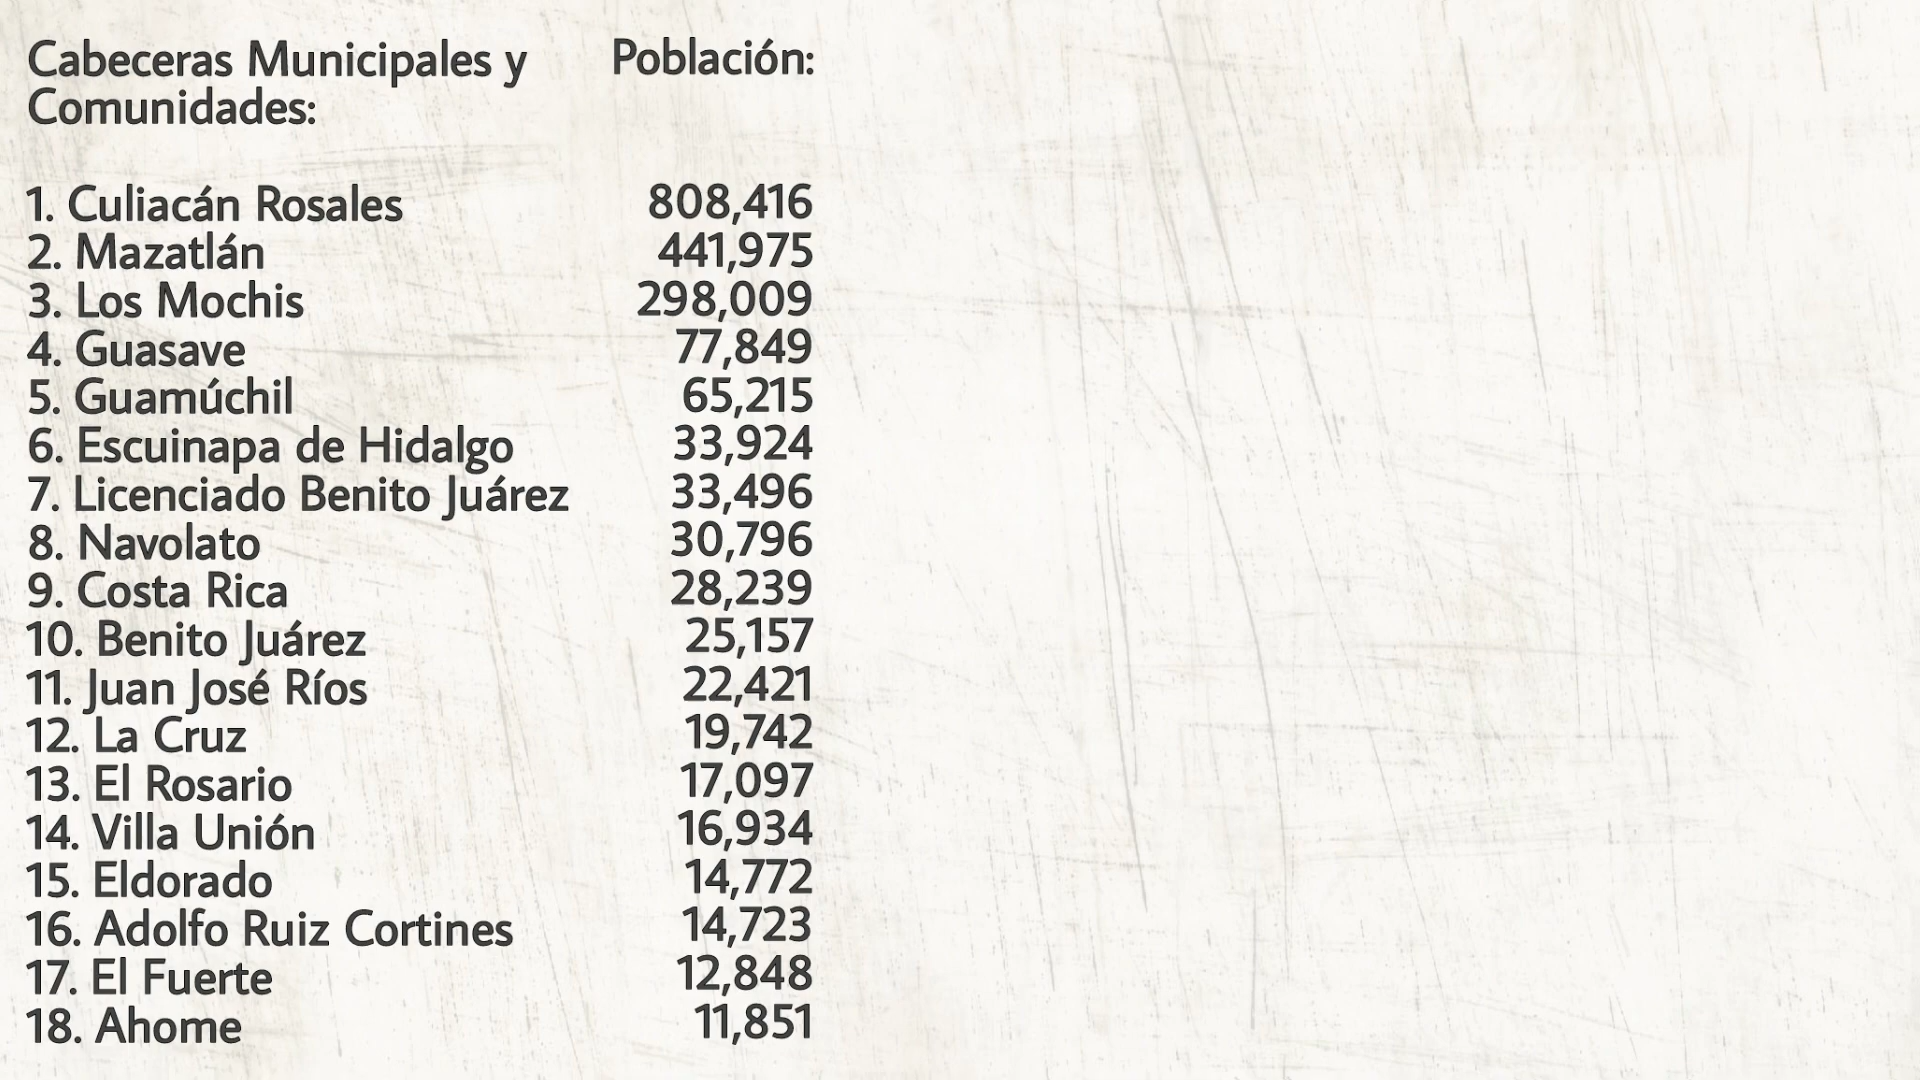 Cabeceras Municipales y Población:
Comunidades:
1. Culiacán Rosales 808,416
2. Mazatlán 441,975
3. Los Mochis 298,009
4. Guasave 77,849
5. Guamúchil 65,215
6. Escuinapa de Hidalgo 33,924
7. Licenciado Benito Juárez 33,496
8. Navolato 30,796
9. Costa Rica 28,239
10. Benito Juárez 25,157
11. Juan José Ríos 22,421
12. La Cruz 19,742
13. El Rosario 17,097
14. Villa Unión 16,934
15. Eldorado 14,772
16. Adolfo Ruiz Cortines 14,723
17. El Fuerte 12,848
18. Ahome 11,851